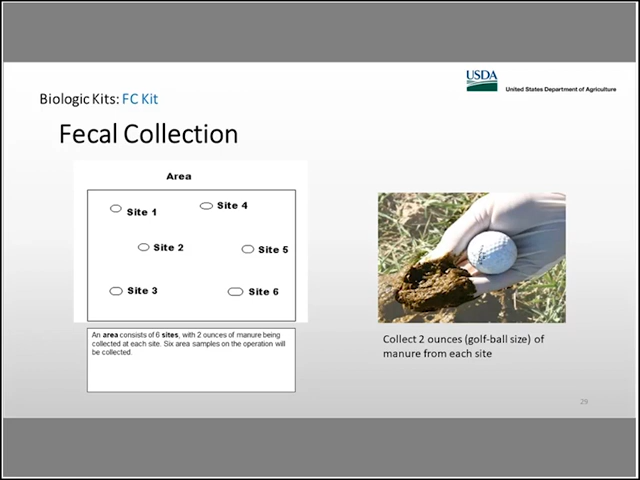 USDA
United States Department of Agriculture
Biologic Kits: FC Kit
Fecal Collection
Area
Site 1
Site 4
Site 2
Site 5
Site 3
Site 6
An area consists of 6 sites, with 2 ounces of manure being
collected at each site. Six area samples on the operation will
be collected.
Collect 2 ounces (golf-ball size) of
manure from each site
29